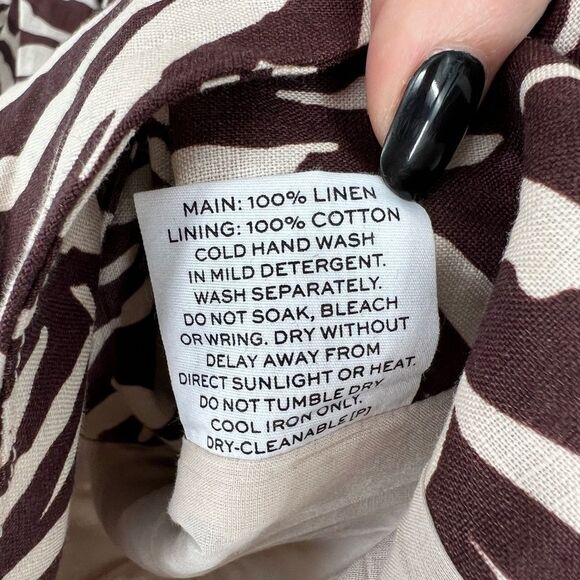 MAIN: 100% LINEN
LINING: 100% COTTON
COLD HAND WASH
IN MILD DETERGENT.
WASH SEPARATELY.
DO NOT SOAK, BLEACH
OR WRING. DRY WITHOUT
DELAY AWAY FROM
DIRECT SUNLIGHT OR HEAT.
DO NOT TUMBLE DRY
COOL IRON ONLY.
DRY-CLEANABLE [P]